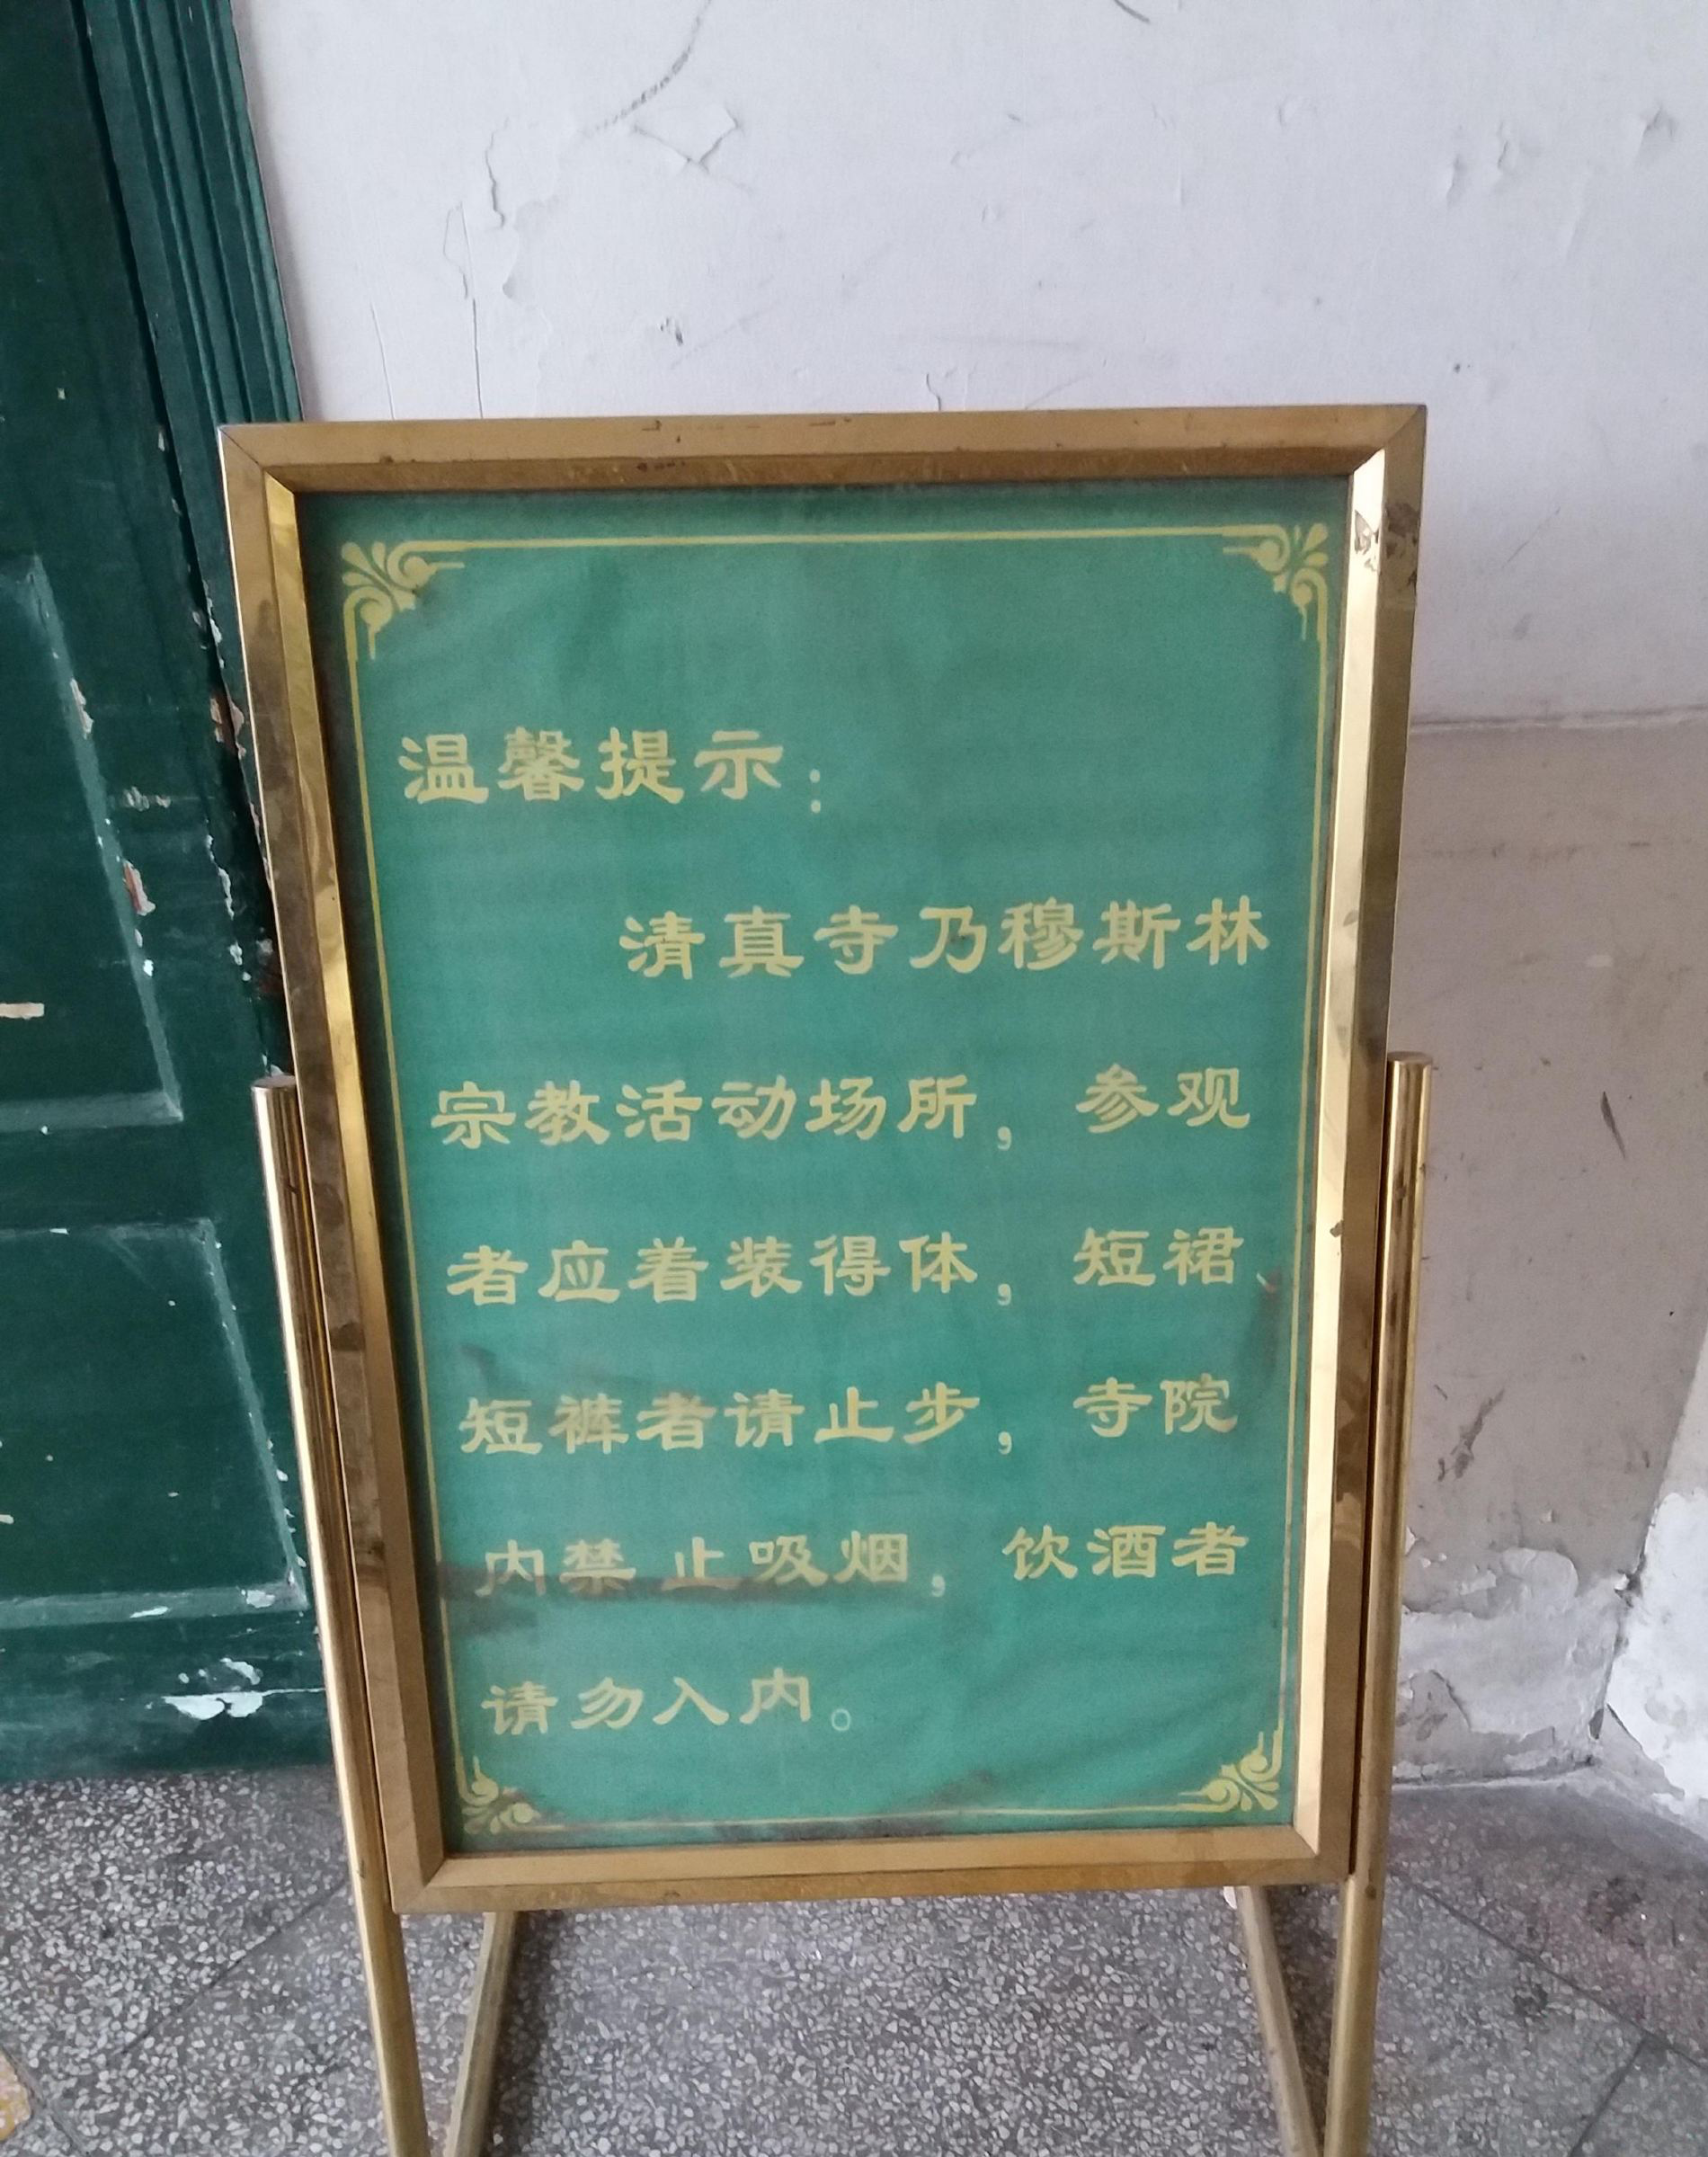 温馨提示：
清真寺乃穆斯林
宗教活动场所，参观
者应着装得体，短裙
短裤者请止步，寺院
内禁止吸烟，饮酒者
请勿入内。